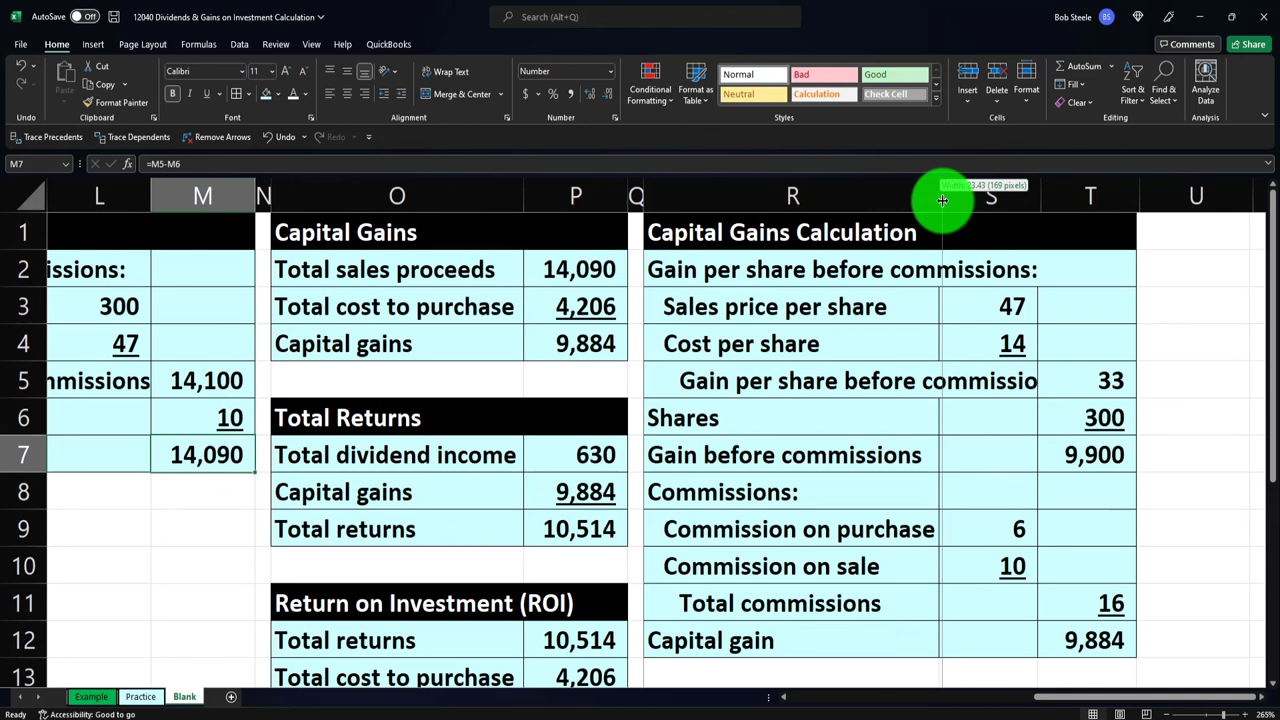 AutoSave Off 12040 Dividends & Gains on Investment Calculation Search (Alt+Q) Bob Steele BS
File Home Insert Page Layout Formulas Data Review View Help QuickBooks Comments Share
Cut Copy Format Painter Paste Calibri 11 Wrap Text Merge & Center Number Conditional Formatting Format as Table Normal Bad Good Neutral Calculation Check Cell Insert Delete Format AutoSum Fill Clear Sort & Filter Find & Select Analyze Data
Undo Clipboard Font Alignment Number Styles Cells Editing Analysis
Trace Precedents Trace Dependents Remove Arrows Undo Redo
M7 =M5-M6
Width: 23.43 (169 pixels)
L M N O P Q R S T U
1 Capital Gains Capital Gains Calculation
2 issions: Total sales proceeds 14,090 Gain per share before commissions:
3 300 Total cost to purchase 4,206 Sales price per share 47
4 47 Capital gains 9,884 Cost per share 14
5 mmissions 14,100 Gain per share before commissio 33
6 10 Total Returns Shares 300
7 14,090 Total dividend income 630 Gain before commissions 9,900
8 Capital gains 9,884 Commissions:
9 Total returns 10,514 Commission on purchase 6
10 Commission on sale 10
11 Return on Investment (ROI) Total commissions 16
12 Total returns 10,514 Capital gain 9,884
13 Total cost to purchase 4,206
Example Practice Blank
Ready Accessibility: Good to go 265%